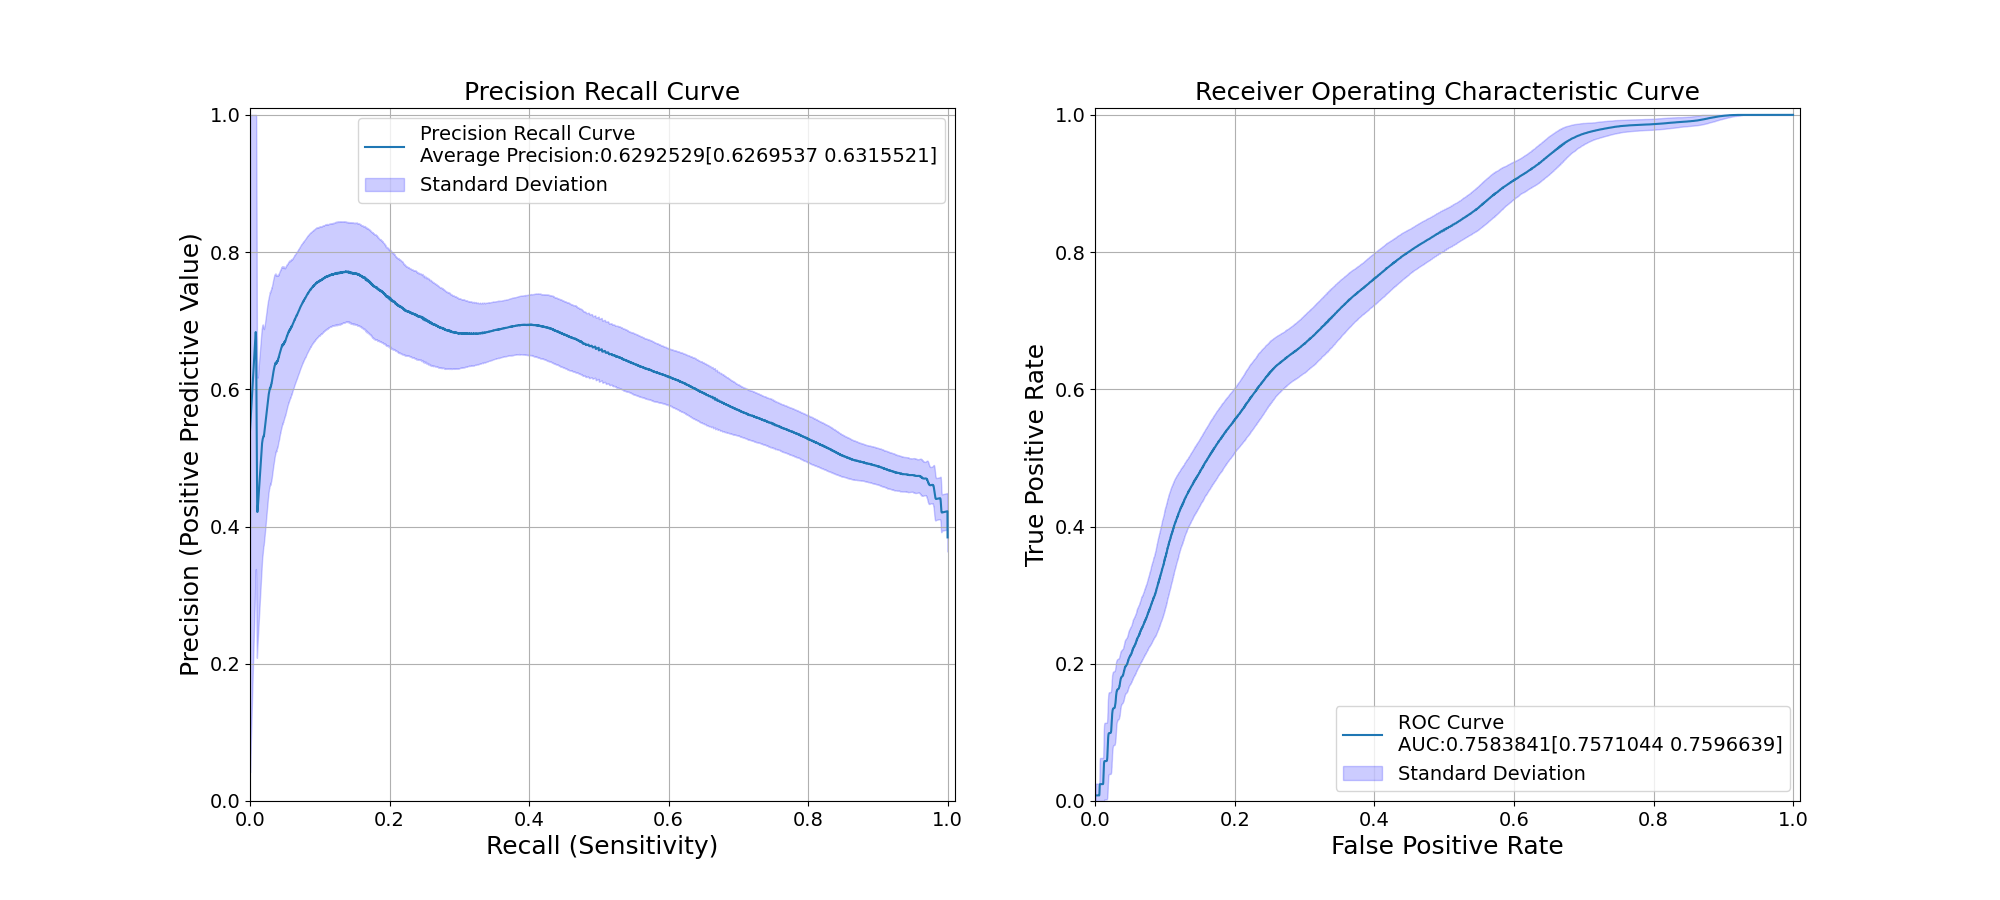 Precision Recall Curve
1.0
0.8
0.6
0.4
0.2
0.0
Precision (Positive Predictive Value)
Precision Recall Curve
Average Precision:0.6292529[0.6269537 0.6315521]
Standard Deviation
0.0 0.2 0.4 0.6 0.8 1.0
Recall (Sensitivity)
Receiver Operating Characteristic Curve
1.0
0.8
0.6
0.4
0.2
0.0
True Positive Rate
ROC Curve
AUC:0.7583841[0.7571044 0.7596639]
Standard Deviation
0.0 0.2 0.4 0.6 0.8 1.0
False Positive Rate